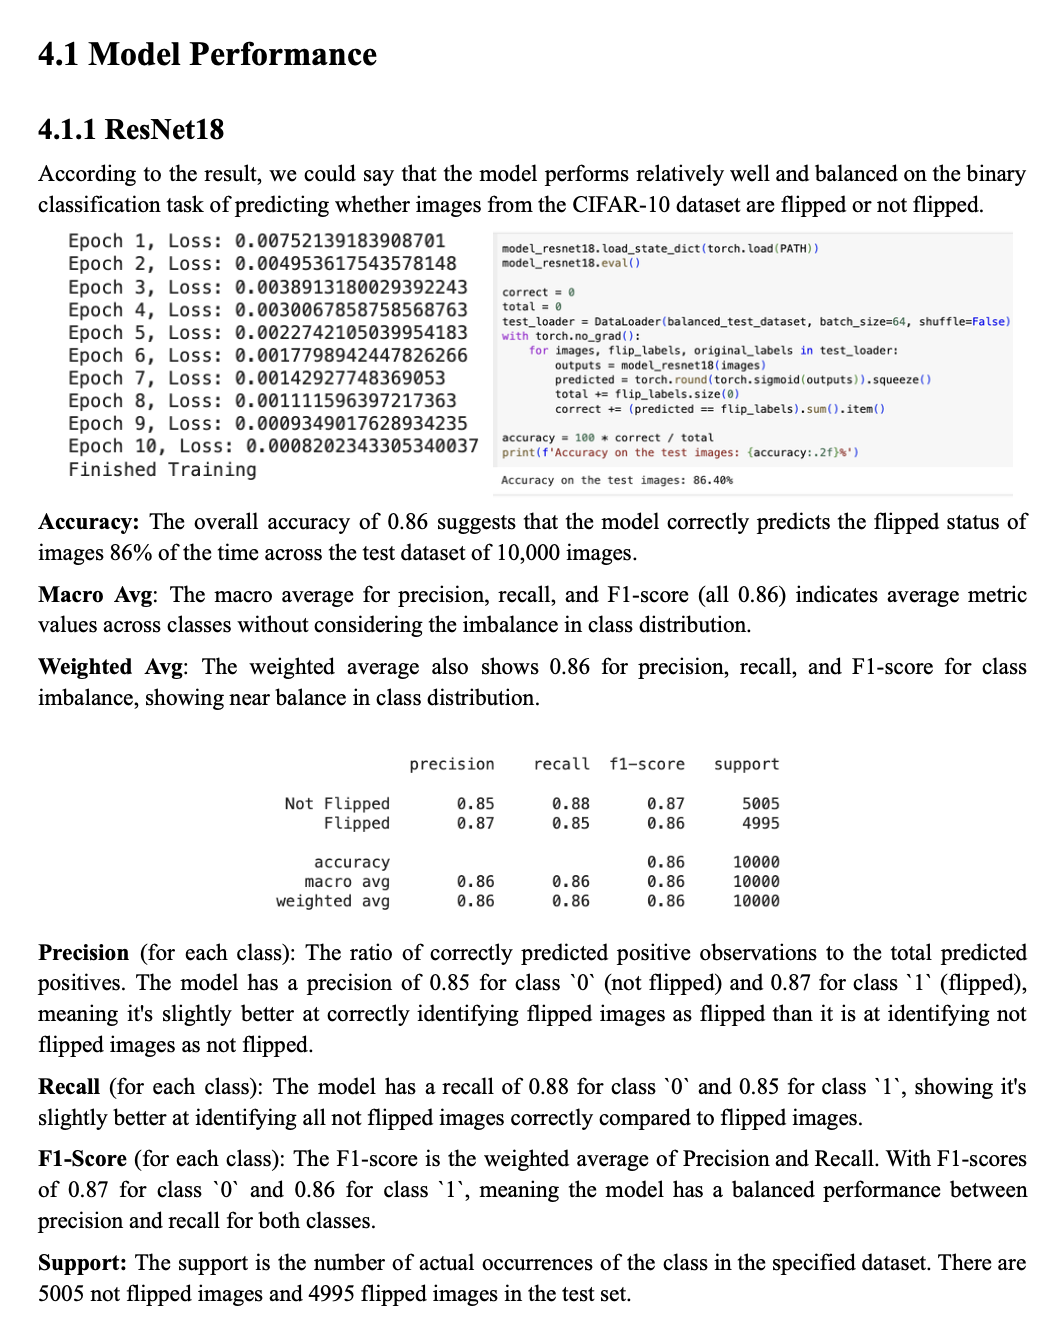 4.1 Model Performance
4.1.1 ResNet18
According to the result, we could say that the model performs relatively well and balanced on the binary
classification task of predicting whether images from the CIFAR-10 dataset are flipped or not flipped.
Epoch 1, Loss: 0.00752139183908701
Epoch 2, Loss: 0.004953617543578148
Epoch 3, Loss: 0.0038913180029392243
Epoch 4, Loss: 0.0030067858758568763
Epoch 5, Loss: 0.0022742105039954183
Epoch 6, Loss: 0.0017798942447826266
Epoch 7, Loss: 0.00142927748369053
Epoch 8, Loss: 0.001111596397217363
Epoch 9, Loss: 0.0009349017628934235
Epoch 10, Loss: 0.0008202343305340037
Finished Training
model_resnet18.load_state_dict(torch.load(PATH))
model_resnet18.eval()
correct = 0
total = 0
test_loader = DataLoader(balanced_test_dataset, batch_size=64, shuffle=False)
with torch.no_grad():
for images, flip_labels, original_labels in test_loader:
outputs = model_resnet18(images)
predicted = torch.round(torch.sigmoid(outputs)).squeeze()
total += flip_labels.size(0)
correct += (predicted == flip_labels).sum().item()
accuracy = 100 * correct / total
print(f'Accuracy on the test images: {accuracy:.2f}%')
Accuracy on the test images: 86.40%
Accuracy: The overall accuracy of 0.86 suggests that the model correctly predicts the flipped status of
images 86% of the time across the test dataset of 10,000 images.
Macro Avg: The macro average for precision, recall, and F1-score (all 0.86) indicates average metric
values across classes without considering the imbalance in class distribution.
Weighted Avg: The weighted average also shows 0.86 for precision, recall, and F1-score for class
imbalance, showing near balance in class distribution.
precision recall f1-score support
Not Flipped 0.85 0.88 0.87 5005
Flipped 0.87 0.85 0.86 4995
accuracy 0.86 10000
macro avg 0.86 0.86 0.86 10000
weighted avg 0.86 0.86 0.86 10000
Precision (for each class): The ratio of correctly predicted positive observations to the total predicted
positives. The model has a precision of 0.85 for class `0` (not flipped) and 0.87 for class `1` (flipped),
meaning it's slightly better at correctly identifying flipped images as flipped than it is at identifying not
flipped images as not flipped.
Recall (for each class): The model has a recall of 0.88 for class `0` and 0.85 for class `1`, showing it's
slightly better at identifying all not flipped images correctly compared to flipped images.
F1-Score (for each class): The F1-score is the weighted average of Precision and Recall. With F1-scores
of 0.87 for class `0` and 0.86 for class `1`, meaning the model has a balanced performance between
precision and recall for both classes.
Support: The support is the number of actual occurrences of the class in the specified dataset. There are
5005 not flipped images and 4995 flipped images in the test set.